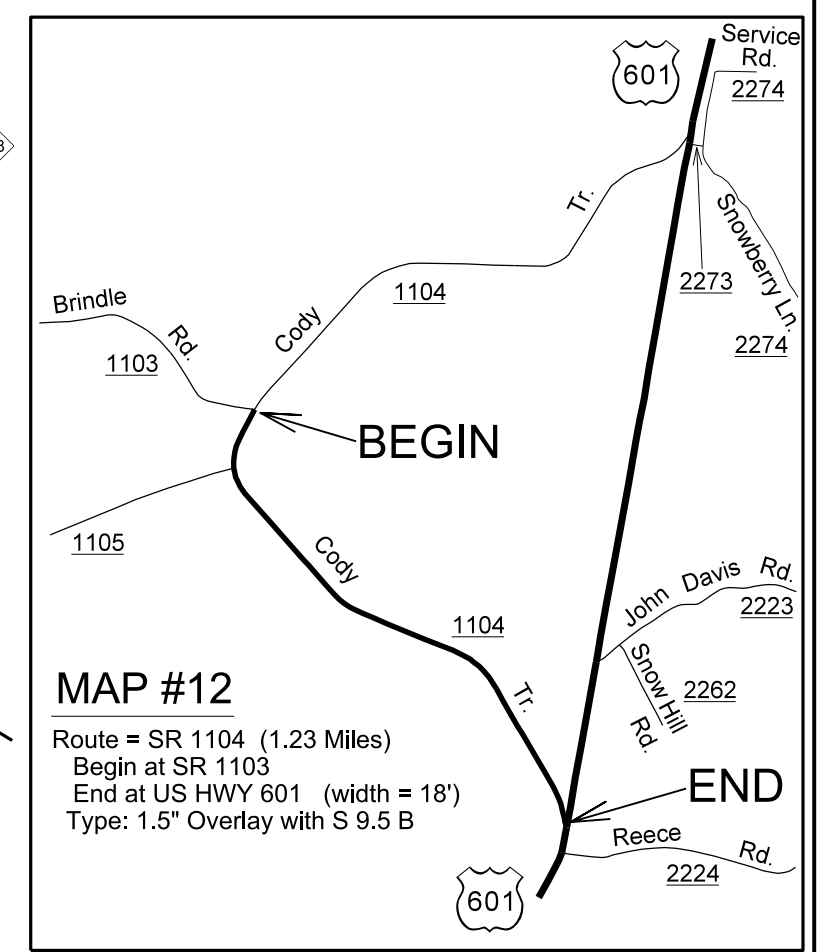 Service
Rd.
2274
601
Tr.
Snowberry Ln.
2273
2274
1104
Cody
Brindle
Rd.
1103
BEGIN
1105
Cody
1104
Tr.
John Davis Rd.
2223
Snow Hill
Rd.
2262
MAP #12
Route = SR 1104 (1.23 Miles)
Begin at SR 1103
End at US HWY 601 (width = 18')
Type: 1.5" Overlay with S 9.5 B
END
Reece Rd.
2224
601